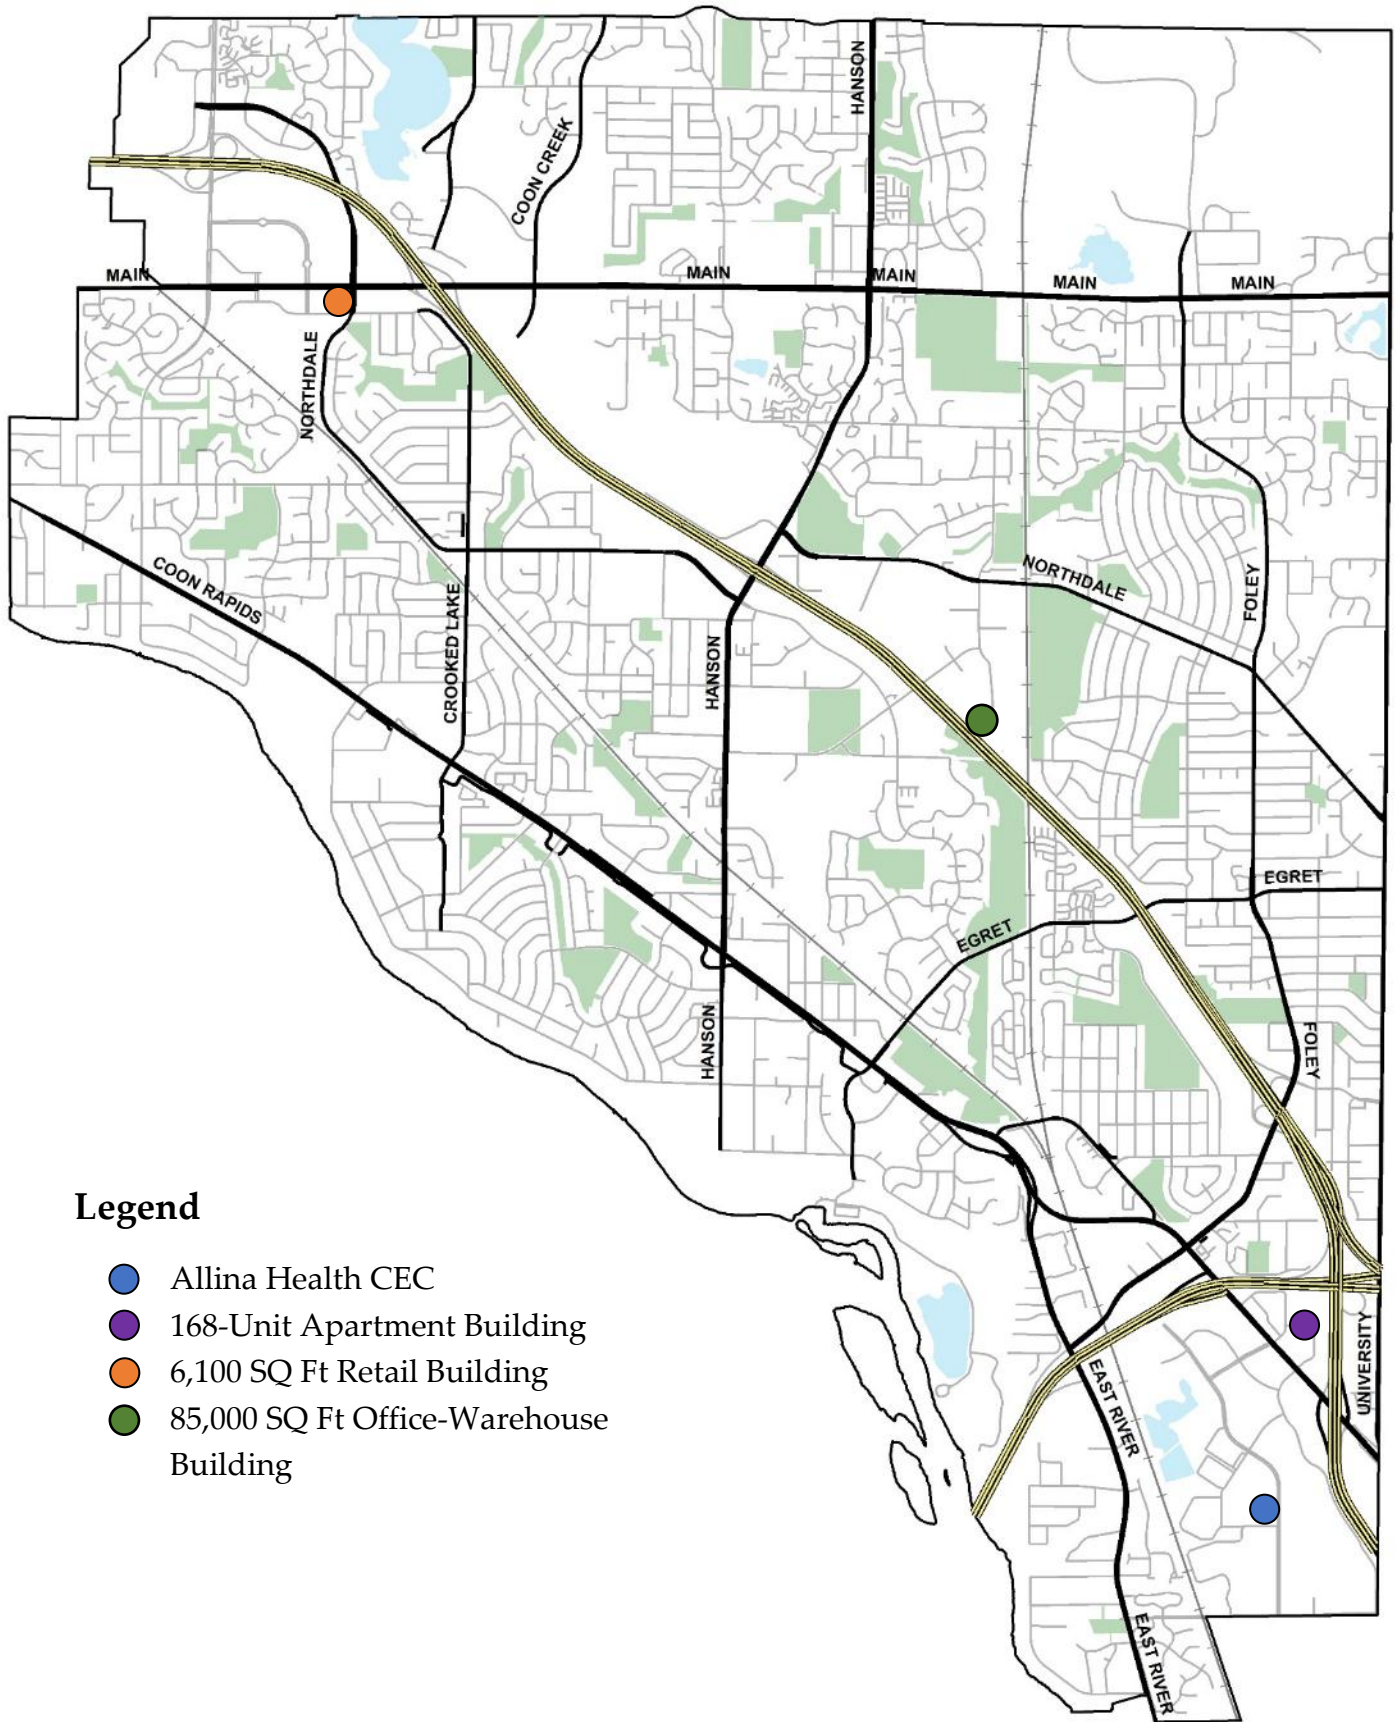 HANSON
COON CREEK
MAIN
MAIN
MAIN
MAIN
MAIN
NORTHDALE
COON RAPIDS
CROOKED LAKE
HANSON
NORTHDALE
FOLEY
EGRET
EGRET
HANSON
FOLEY
UNIVERSITY
EAST RIVER
EAST RIVER
Legend
Allina Health CEC
168-Unit Apartment Building
6,100 SQ Ft Retail Building
85,000 SQ Ft Office-Warehouse
Building